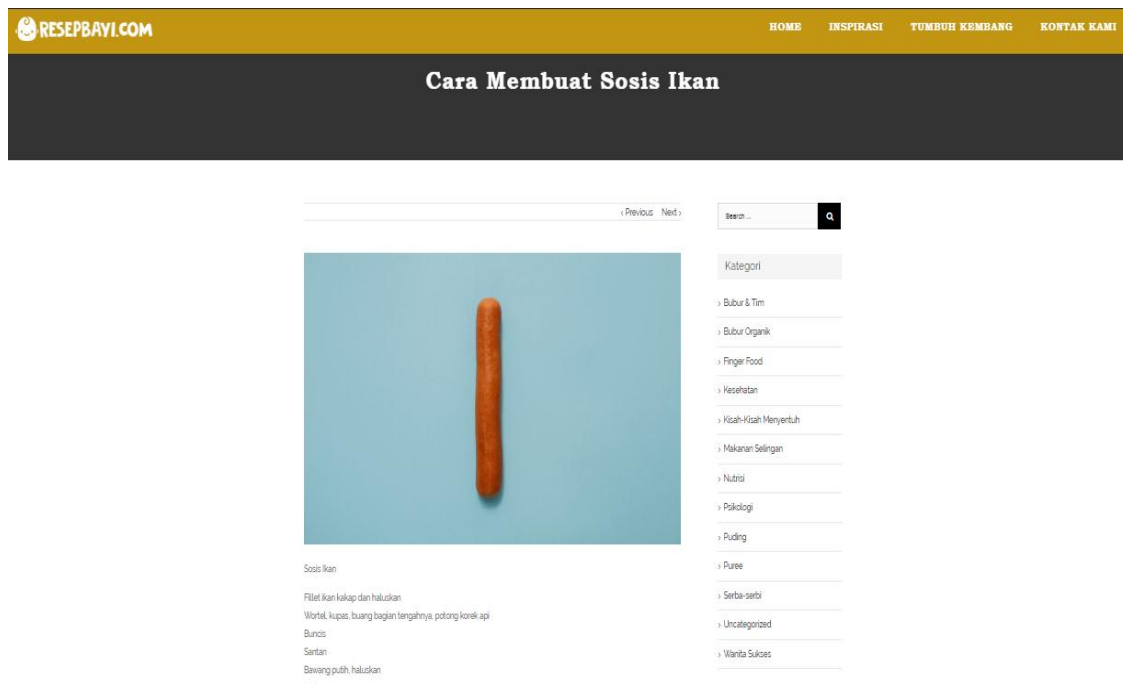 RESEPBAYI.COM
HOME INSPIRASI TUMBUH KEMBANG KONTAK KAMI
Cara Membuat Sosis Ikan
‹ Previous Next ›
Search ...
Kategori
› Bubur & Tim
› Bubur Organik
› Finger Food
› Kesehatan
› Kisah-Kisah Menyentuh
› Makanan Selingan
› Nutrisi
› Psikologi
› Puding
› Puree
› Serba-serbi
› Uncategorized
› Wanita Sukses
Sosis Ikan
Fillet ikan kakap dan haluskan
Wortel, kupas, buang bagian tengahnya, potong korek api
Buncis
Santan
Bawang putih, haluskan